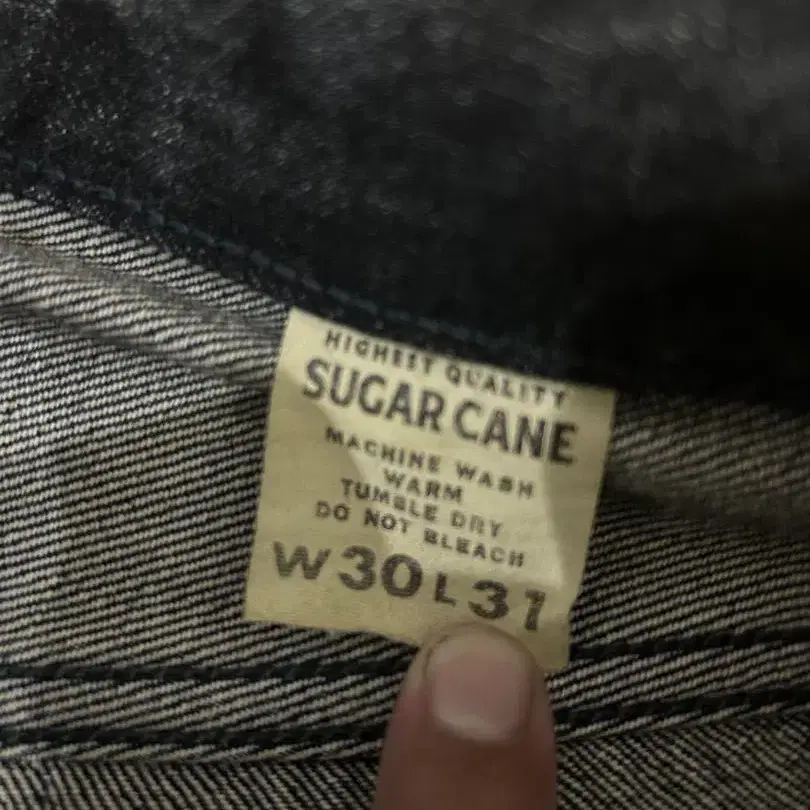 HIGHEST QUALITY
SUGAR CANE
MACHINE WASH
WARM
TUMBLE DRY
DO NOT BLEACH
W30L31